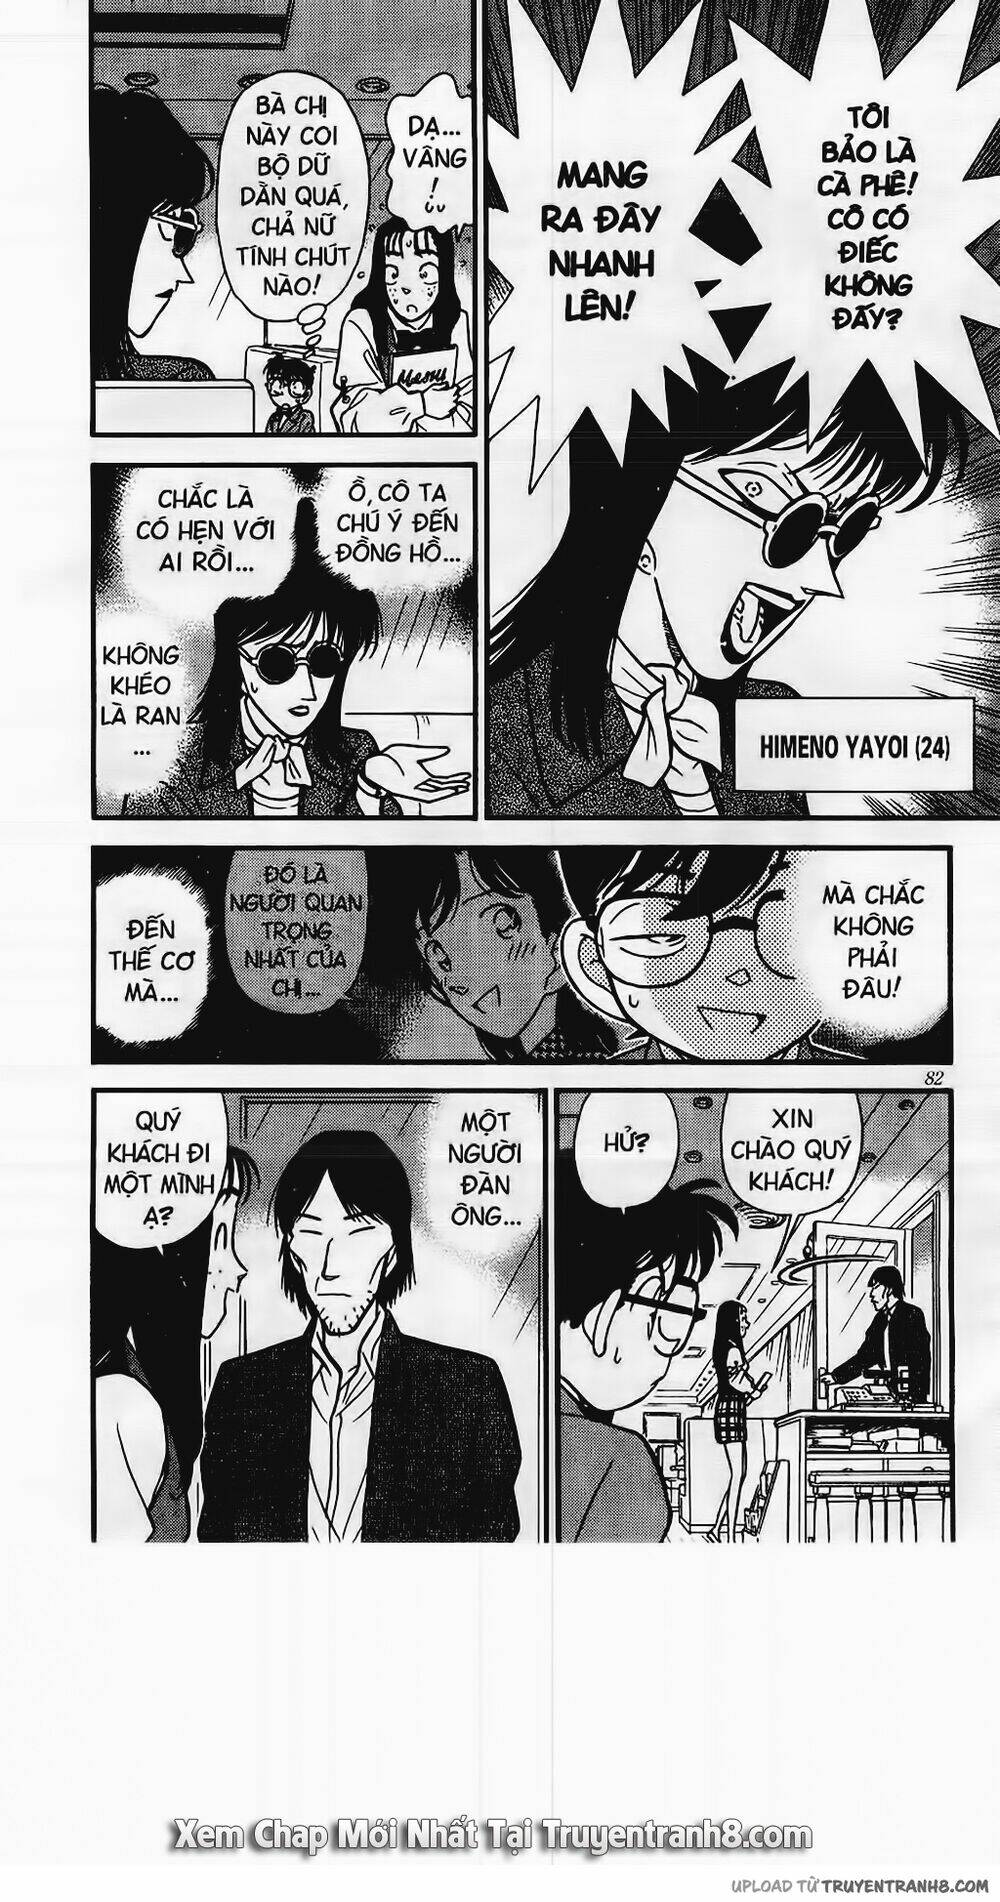 TÔI
BẢO LÀ
CÀ PHÊ!
CÔ CÓ
ĐIẾC
KHÔNG
ĐẤY?
MANG
RA ĐÂY
NHANH
LÊN!
HIMENO YAYOI (24)
DẠ...
VÂNG
!
BÀ CHỊ
NÀY COI
BỘ DỮ
DẰN QUÁ,
CHẢ NỮ
TÍNH CHÚT
NÀO!
Menu
Ồ, CÔ TA
CHÚ Ý ĐẾN
ĐỒNG HỒ...
CHẮC LÀ
CÓ HẸN VỚI
AI RỒI...
KHÔNG
KHÉO
LÀ RAN
...
MÀ CHẮC
KHÔNG
PHẢI
ĐÂU!
ĐÓ LÀ
NGƯỜI QUAN
TRỌNG
NHẤT CỦA
CHỊ...
ĐẾN
THẾ CƠ
MÀ...
82
XIN
CHÀO QUÝ
KHÁCH!
HỬ?
MỘT
NGƯỜI
ĐÀN
ÔNG...
QUÝ
KHÁCH ĐI
MỘT MÌNH
Ạ?
Xem Chap Mới Nhất Tại Truyentranh8.com
UPLOAD TỪ TRUYENTRANH8.COM